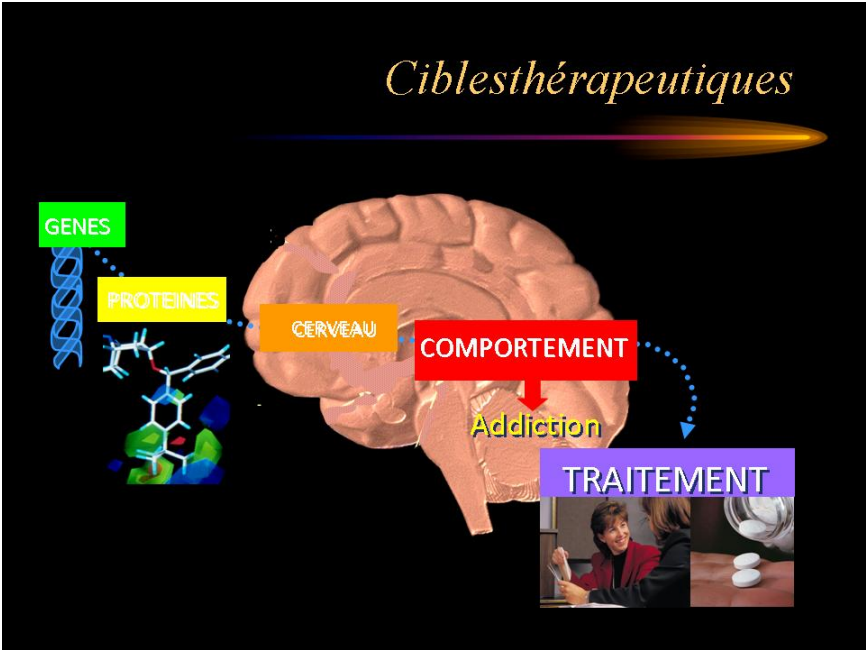 Ciblesthérapeutiques
GENES
PROTEINES
CERVEAU
COMPORTEMENT
Addiction
TRAITEMENT